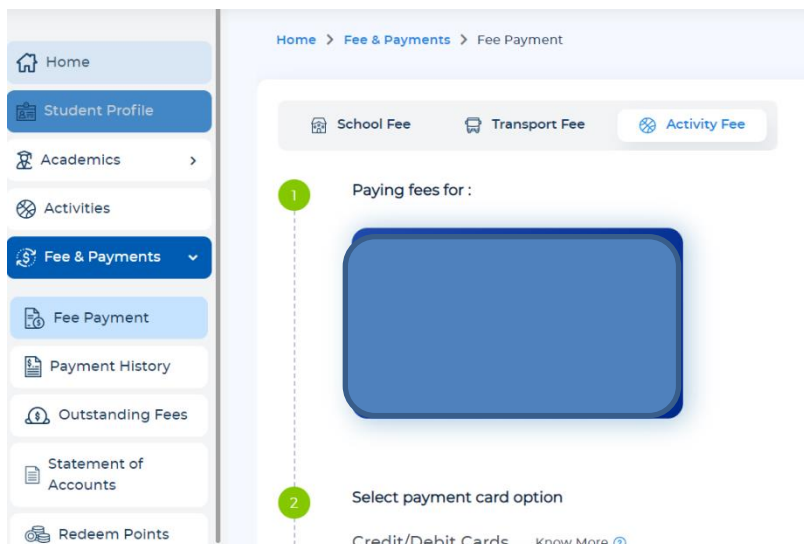 Home
Student Profile
Academics
Activities
Fee & Payments
Fee Payment
Payment History
Outstanding Fees
Statement of
Accounts
Redeem Points
Home > Fee & Payments > Fee Payment
School Fee Transport Fee Activity Fee
1 Paying fees for :
2 Select payment card option
Credit/Debit Cards Know More